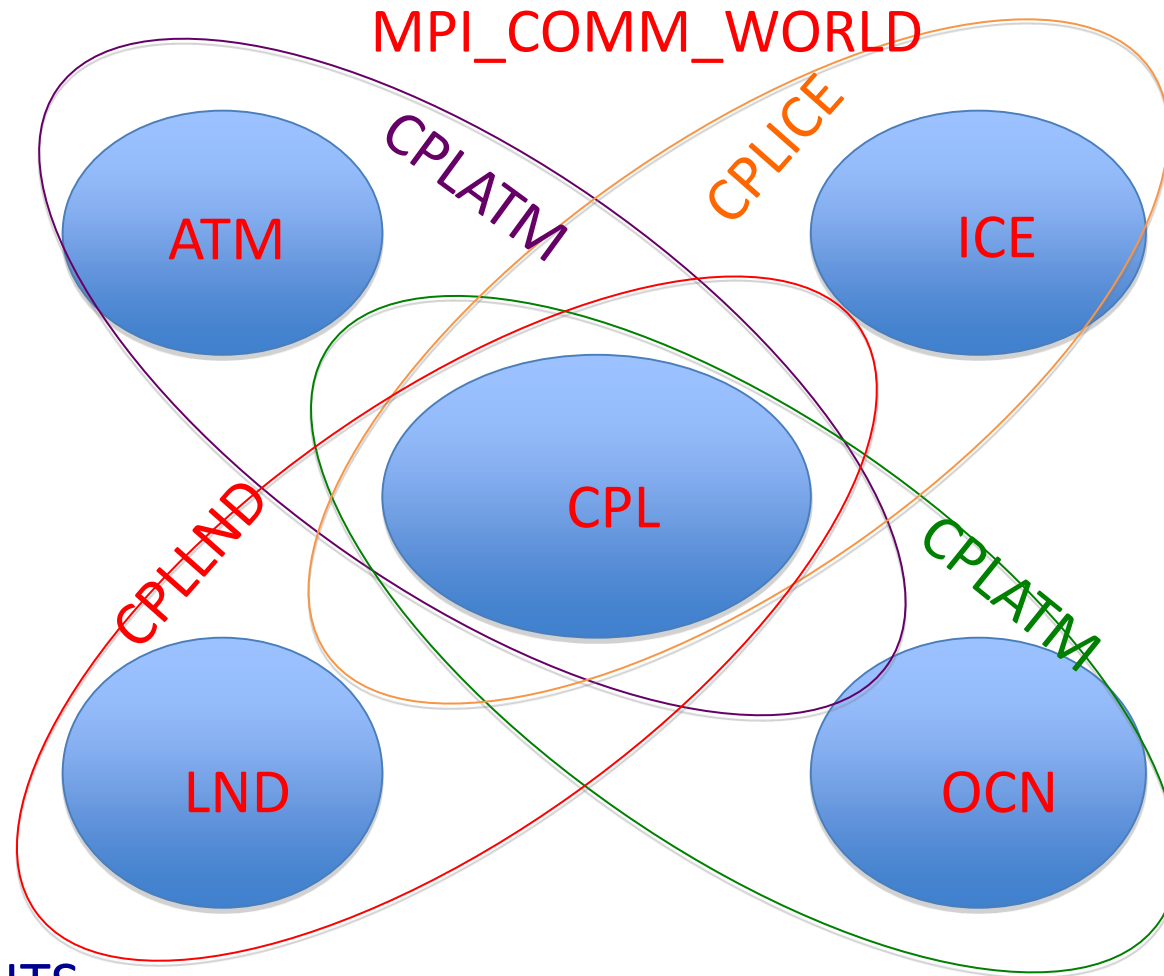 MPI_COMM_WORLD
CPLATM
CPLICE
ATM
ICE
CPL
CPLLND
CPLATM
LND
OCN